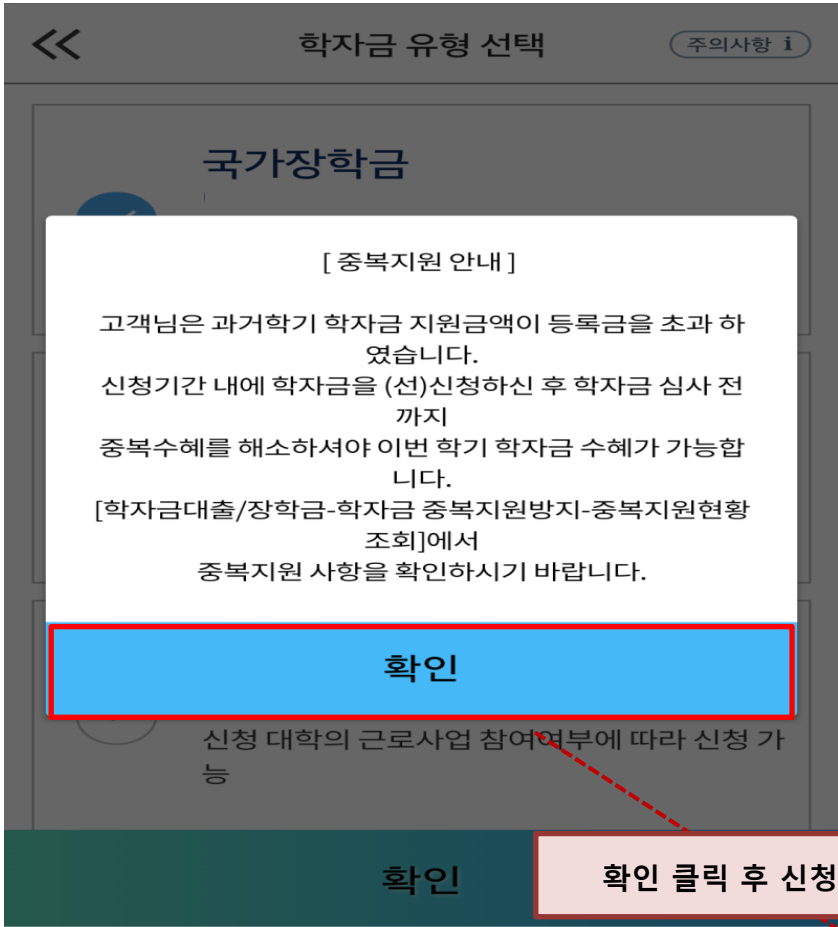 학자금 유형 선택
주의사항 i
국가장학금
[ 중복지원 안내 ]
고객님은 과거학기 학자금 지원금액이 등록금을 초과 하
였습니다.
신청기간 내에 학자금을 (선)신청하신 후 학자금 심사 전
까지
중복수혜를 해소하셔야 이번 학기 학자금 수혜가 가능합
니다.
[학자금대출/장학금-학자금 중복지원방지-중복지원현황
조회]에서
중복지원 사항을 확인하시기 바랍니다.
확인
신청 대학의 근로사업 참여여부에 따라 신청 가
능
확인
확인 클릭 후 신청